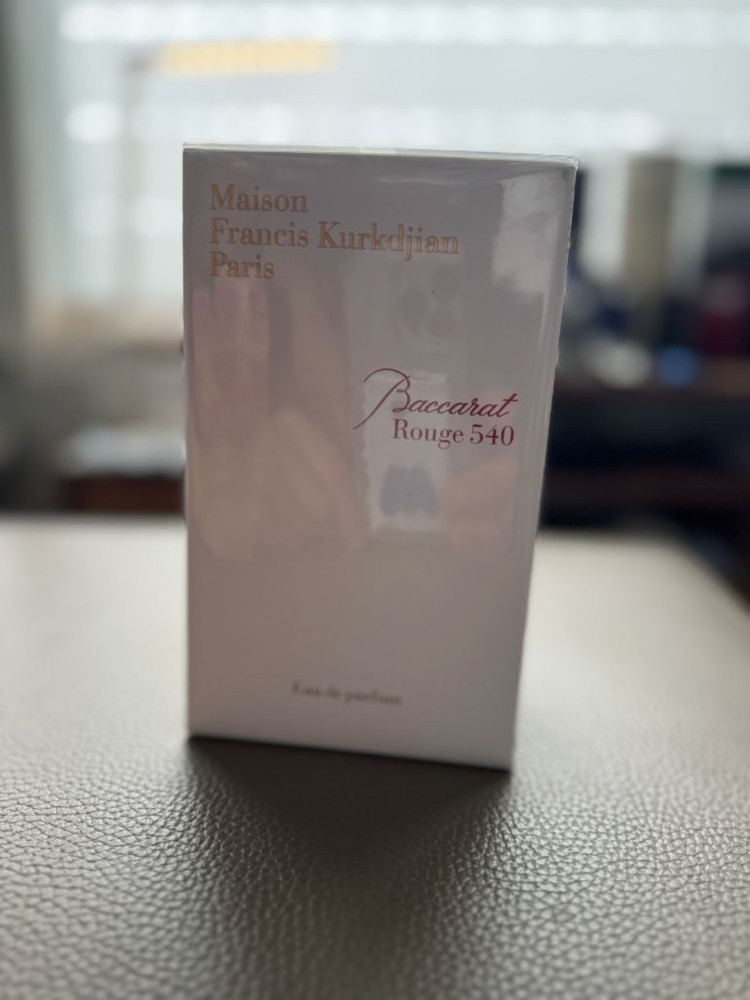 Maison
Francis Kurkdjian
Paris
Baccarat
Rouge 540
Eau de parfum